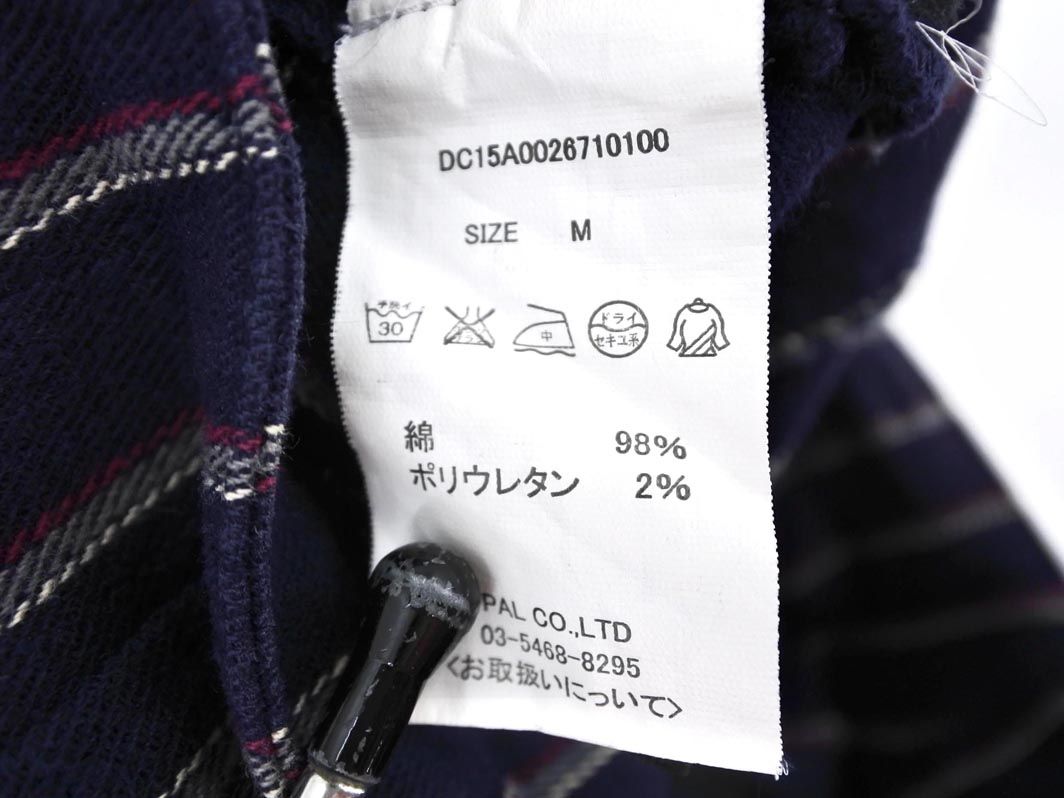 DC15A0026710100
SIZE M
手洗イ
30
中
ドライ
セキユ系
綿 98%
ポリウレタン 2%
PAL CO.,LTD
03-5468-8295
<お取扱いについて>